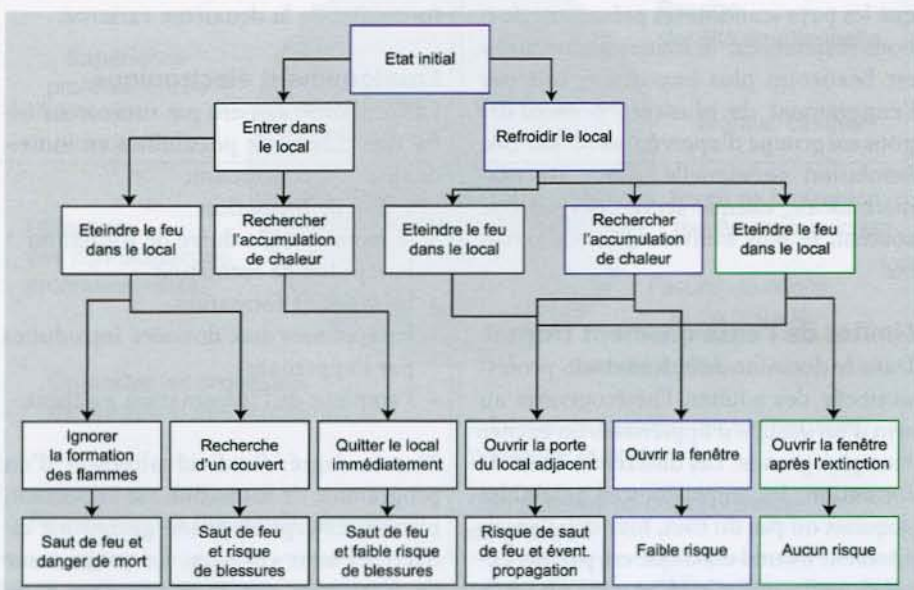 Etat initial
Entrer dans
le local
Refroidir le local
Eteindre le feu
dans le local
Rechercher
l'accumulation
de chaleur
Eteindre le feu
dans le local
Rechercher
l'accumulation
de chaleur
Eteindre le feu
dans le local
Ignorer
la formation
des flammes
Recherche
d'un couvert
Quitter le local
immédiatement
Ouvrir la porte
du local adjacent
Ouvrir la fenêtre
Ouvrir la fenêtre
après l'extinction
Saut de feu et
danger de mort
Saut de feu
et risque
de blessures
Saut de feu
et faible risque
de blessures
Risque de saut
de feu et évent.
propagation
Faible risque
Aucun risque